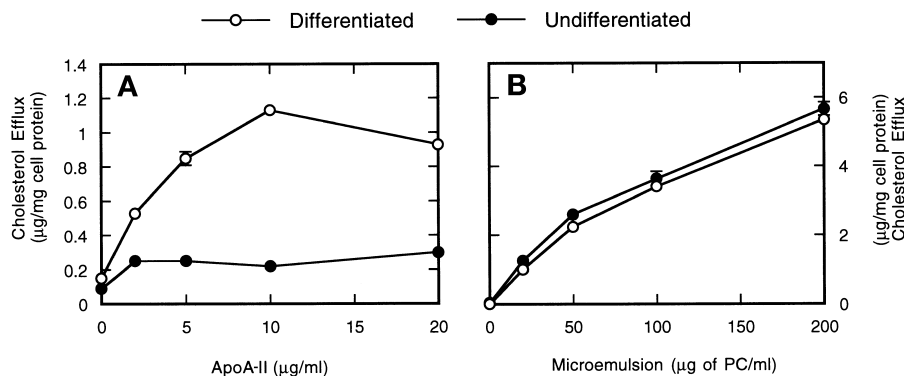 Differentiated
Undifferentiated
A
Cholesterol Efflux
(μg/mg cell protein)
1.4
1.2
1
0.8
0.6
0.4
0.2
0
0 5 10 15 20
ApoA-II (μg/ml)
B
6
4
2
0
(μg/mg cell protein)
Cholesterol Efflux
0 50 100 150 200
Microemulsion (μg of PC/ml)